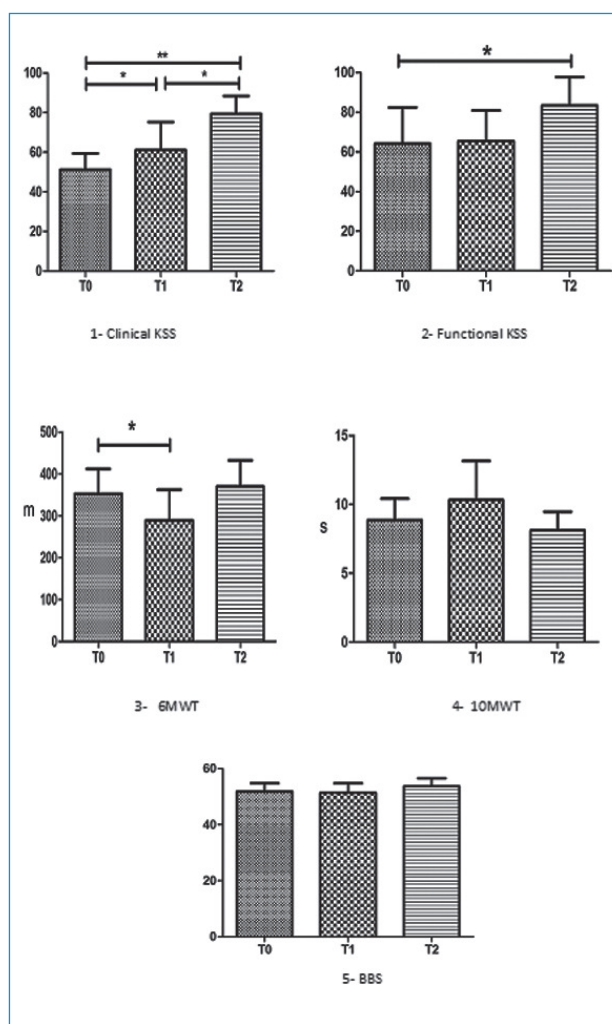 ** *
* * 100 100
80 80
60 60
40 40
20 20
0 0
T0 T1 T2 T0 T1 T2
1- Clinical KSS 2- Functional KSS
* 
500 15
400
m 300 s 10
200 5
100
0 0
T0 T1 T2 T0 T1 T2
3- 6MWT 4- 10MWT
60
40
20
0
T0 T1 T2
5- BBS